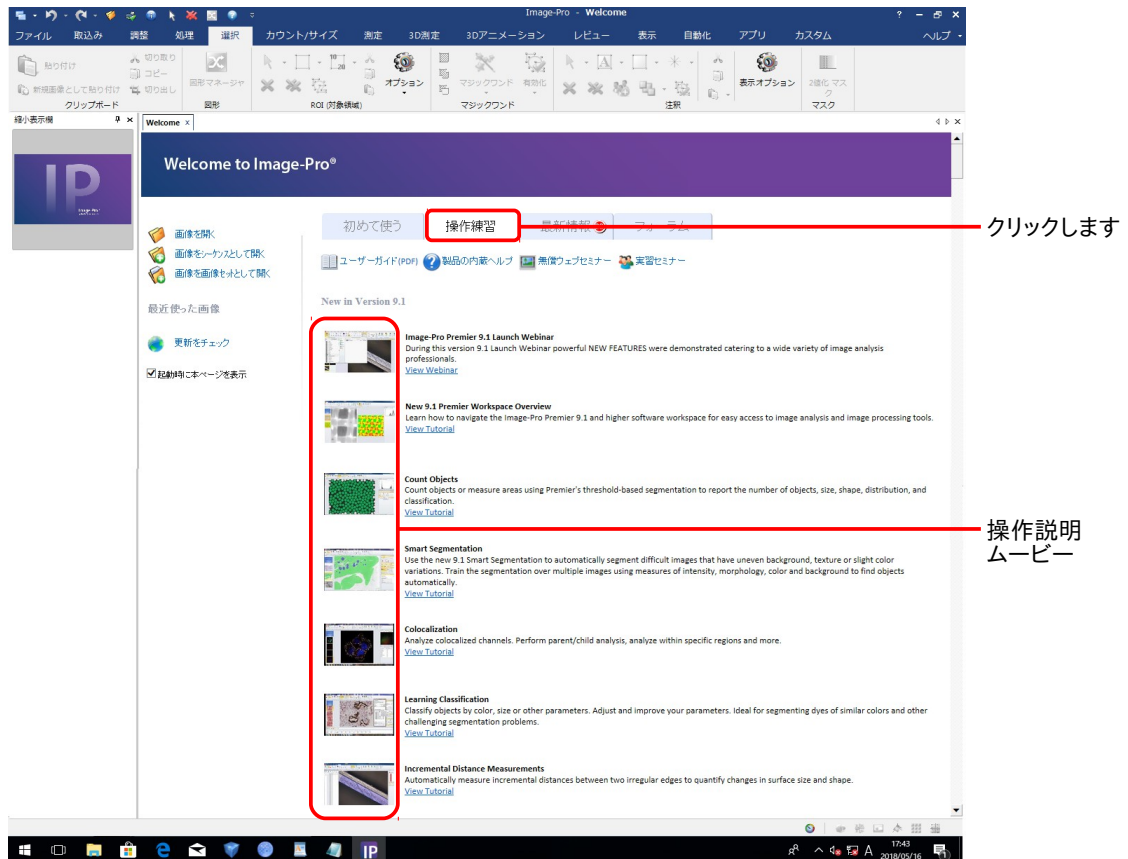 Image-Pro - Welcome
ファイル 取込み 調整 処理 選択 カウント/サイズ 測定 3D測定 3Dアニメーション レビュー 表示 自動化 アプリ カスタム ヘルプ
貼り付け
新規画像として貼り付け
切り取り
コピー
切り出し
クリップボード
図形マネージャ
図形
オプション
ROI (対象領域)
マジックワンド 有効化
マジックワンド
注釈
表示オプション
2値化 マスク
マスク
縮小表示欄
Welcome
IP
Welcome to Image-Pro®
画像を開く
画像をシーケンスとして開く
画像を画像セットとして開く
最近使った画像
更新をチェック
起動時に本ページを表示
初めて使う 操作練習 最新情報 フォーラム
ユーザーガイド(PDF) 製品の内蔵ヘルプ 無償ウェブセミナー 実習セミナー
New in Version 9.1
Image-Pro Premier 9.1 Launch Webinar
During this version 9.1 Launch Webinar powerful NEW FEATURES were demonstrated catering to a wide variety of image analysis
professionals.
View Webinar
New 9.1 Premier Workspace Overview
Learn how to navigate the Image-Pro Premier 9.1 and higher software workspace for easy access to image analysis and image processing tools.
View Tutorial
Count Objects
Count objects or measure areas using Premier's threshold-based segmentation to report the number of objects, size, shape, distribution, and
classification.
View Tutorial
Smart Segmentation
Use the new 9.1 Smart Segmentation to automatically segment difficult images that have uneven background, texture or slight color
variations. Train the segmentation over multiple images using measures of intensity, morphology, color and background to find objects
automatically.
View Tutorial
Colocalization
Analyze colocalized channels. Perform parent/child analysis, analyze within specific regions and more.
View Tutorial
Learning Classification
Classify objects by color, size or other parameters. Adjust and improve your parameters. Ideal for segmenting dyes of similar colors and other
challenging segmentation problems.
View Tutorial
Incremental Distance Measurements
Automatically measure incremental distances between two irregular edges to quantify changes in surface size and shape.
View Tutorial
クリックします
操作説明
ムービー
IP
A
17:43
2018/05/16